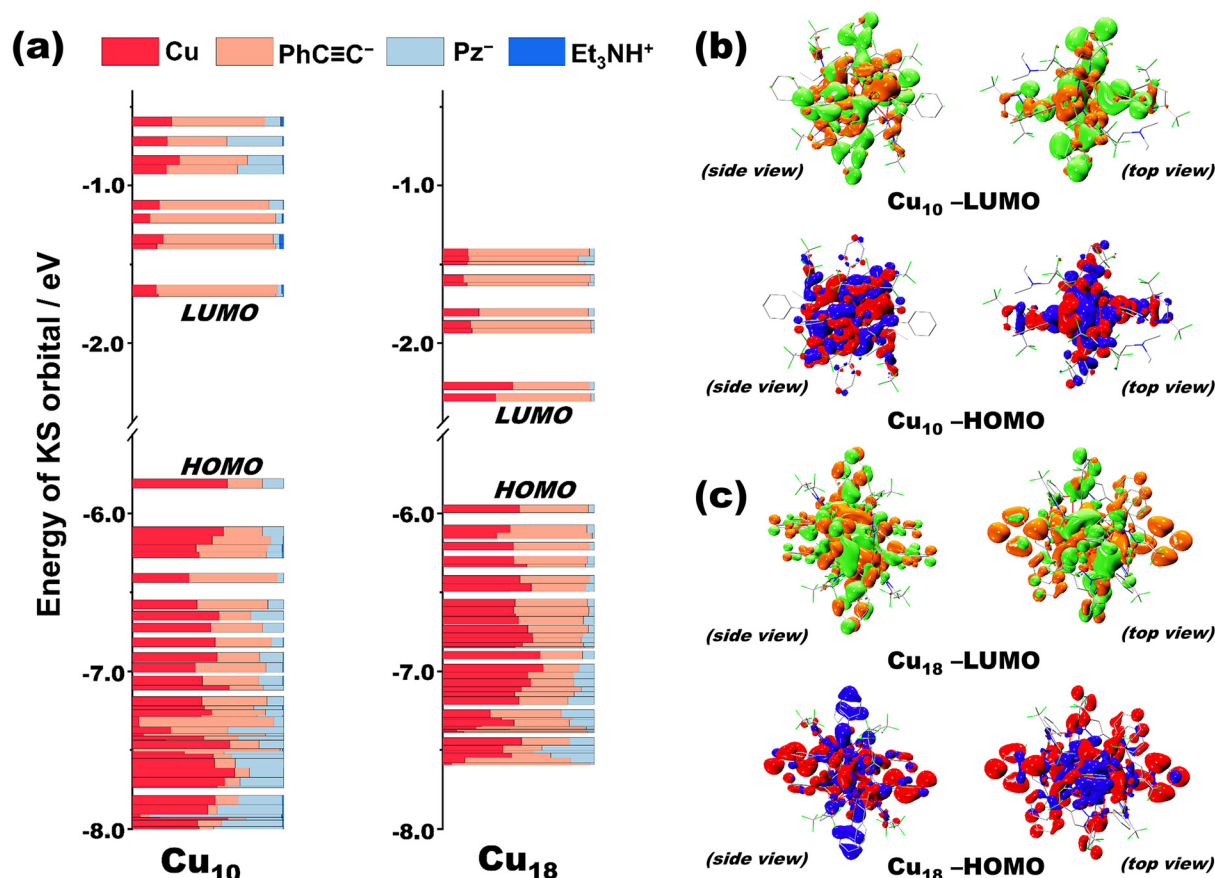 (a)
Cu
PhC≡C⁻
Pz⁻
Et₃NH⁺
Energy of KS orbital / eV
-1.0
-2.0
-6.0
-7.0
-8.0
LUMO
HOMO
Cu₁₀
-1.0
-2.0
-6.0
-7.0
-8.0
LUMO
HOMO
Cu₁₈
(b)
(side view)
(top view)
Cu₁₀ –LUMO
(side view)
(top view)
Cu₁₀ –HOMO
(c)
(side view)
(top view)
Cu₁₈ –LUMO
(side view)
(top view)
Cu₁₈ –HOMO